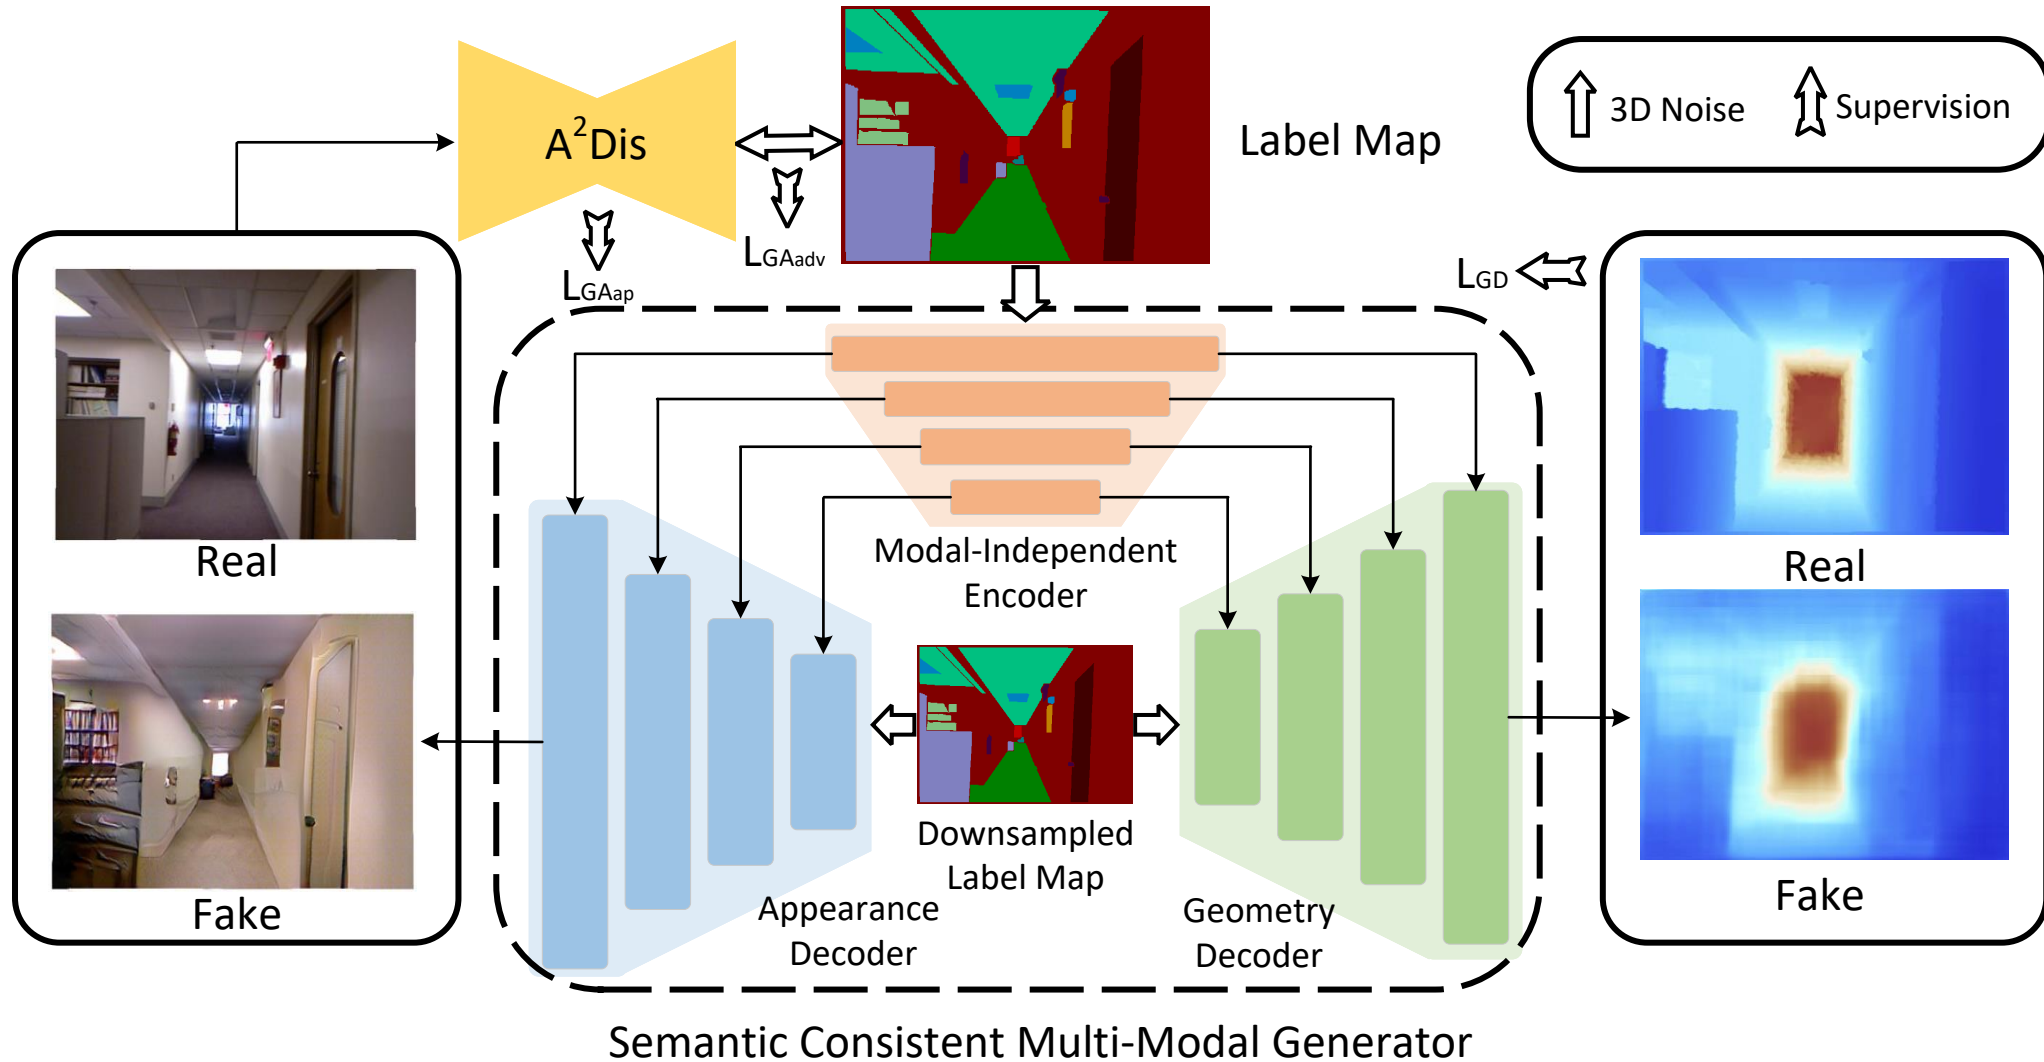 A²Dis
Label Map
3D Noise
Supervision
LGAadv
LGAap
LGD
Real
Fake
Modal-Independent
Encoder
Downsampled
Label Map
Appearance
Decoder
Geometry
Decoder
Real
Fake
Semantic Consistent Multi-Modal Generator